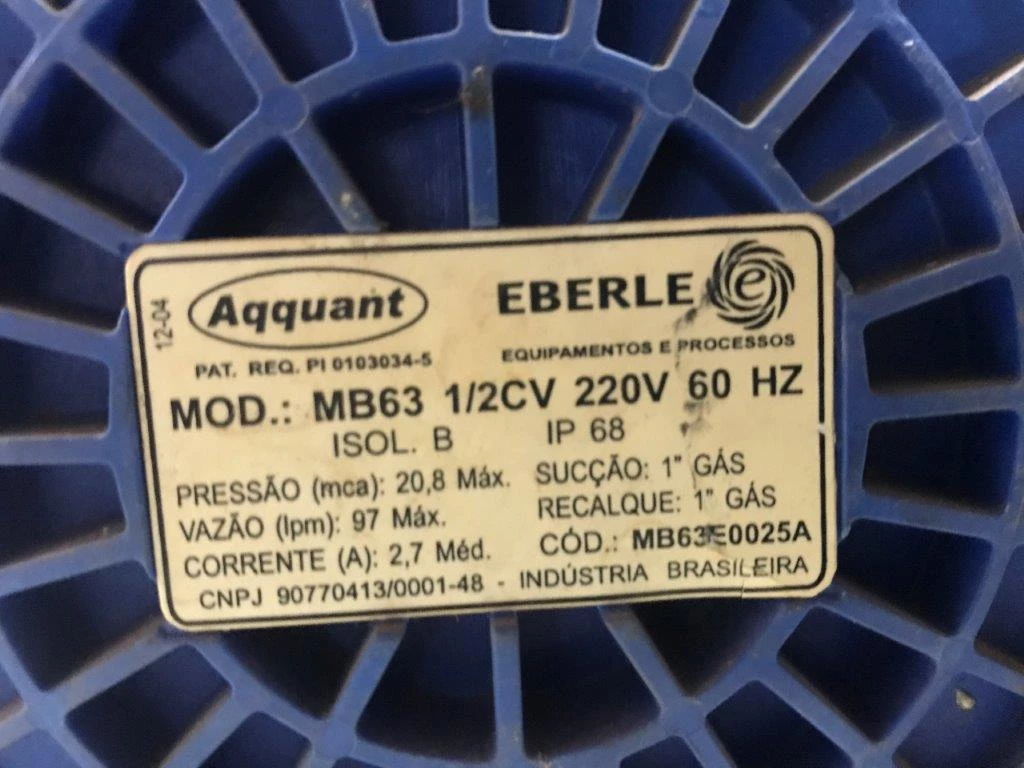 12-04
Aqquant
EBERLE e
PAT. REQ. PI 0103034-5
EQUIPAMENTOS E PROCESSOS
MOD.: MB63 1/2CV 220V 60 HZ
ISOL. B IP 68
PRESSÃO (mca): 20,8 Máx. SUCÇÃO: 1" GÁS
VAZÃO (lpm): 97 Máx. RECALQUE: 1" GÁS
CORRENTE (A): 2,7 Méd. CÓD.: MB63E0025A
CNPJ 90770413/0001-48 - INDÚSTRIA BRASILEIRA